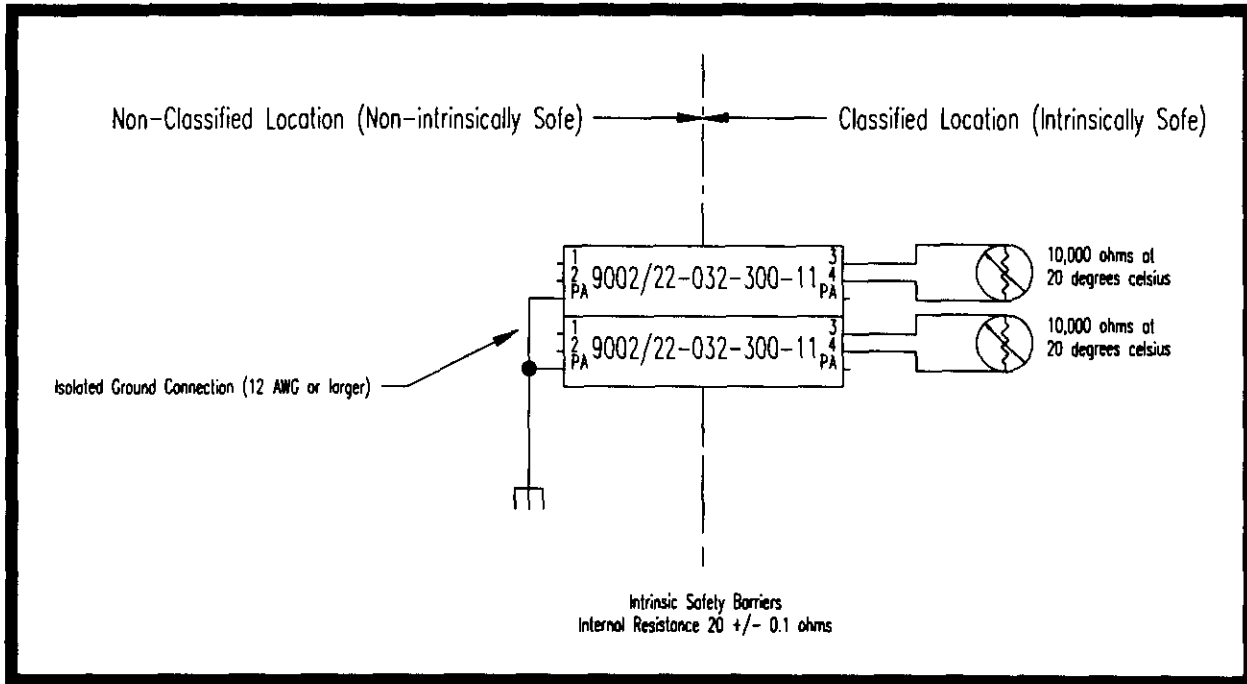 Non-Classified Location (Non-intrinsically Safe)
Classified Location (Intrinsically Safe)
1
2
PA
9002/22-032-300-11
3
4
PA
10,000 ohms at
20 degrees celsius
1
2
PA
9002/22-032-300-11
3
4
PA
10,000 ohms at
20 degrees celsius
Isolated Ground Connection (12 AWG or larger)
Intrinsic Safety Barriers
Internal Resistance 20 +/- 0.1 ohms